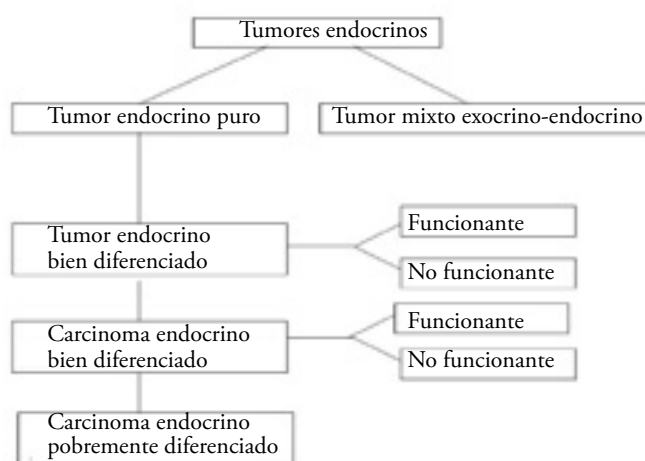 Tumores endocrinos
Tumor endocrino puro
Tumor mixto exocrino-endocrino
Tumor endocrino
bien diferenciado
Funcionante
No funcionante
Carcinoma endocrino
bien diferenciado
Funcionante
No funcionante
Carcinoma endocrino
pobremente diferenciado